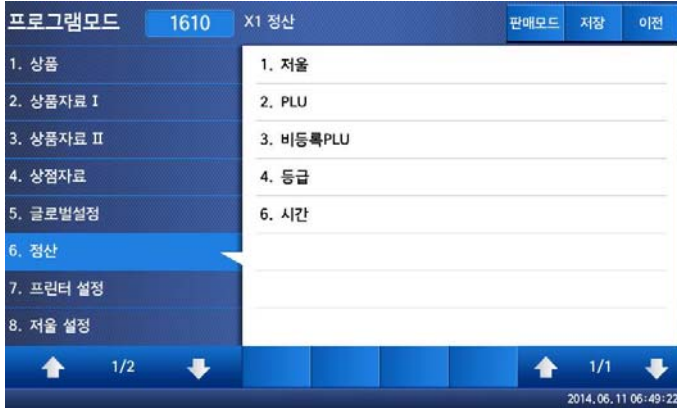 프로그램모드 1610 X1 정산 판매모드 저장 이전
1. 상품
2. 상품자료 I
3. 상품자료 II
4. 상점자료
5. 글로벌설정
6. 정산
7. 프린터 설정
8. 저울 설정
1. 저울
2. PLU
3. 비등록PLU
4. 등급
6. 시간
1/2
1/1
2014.06.11 06:49:22